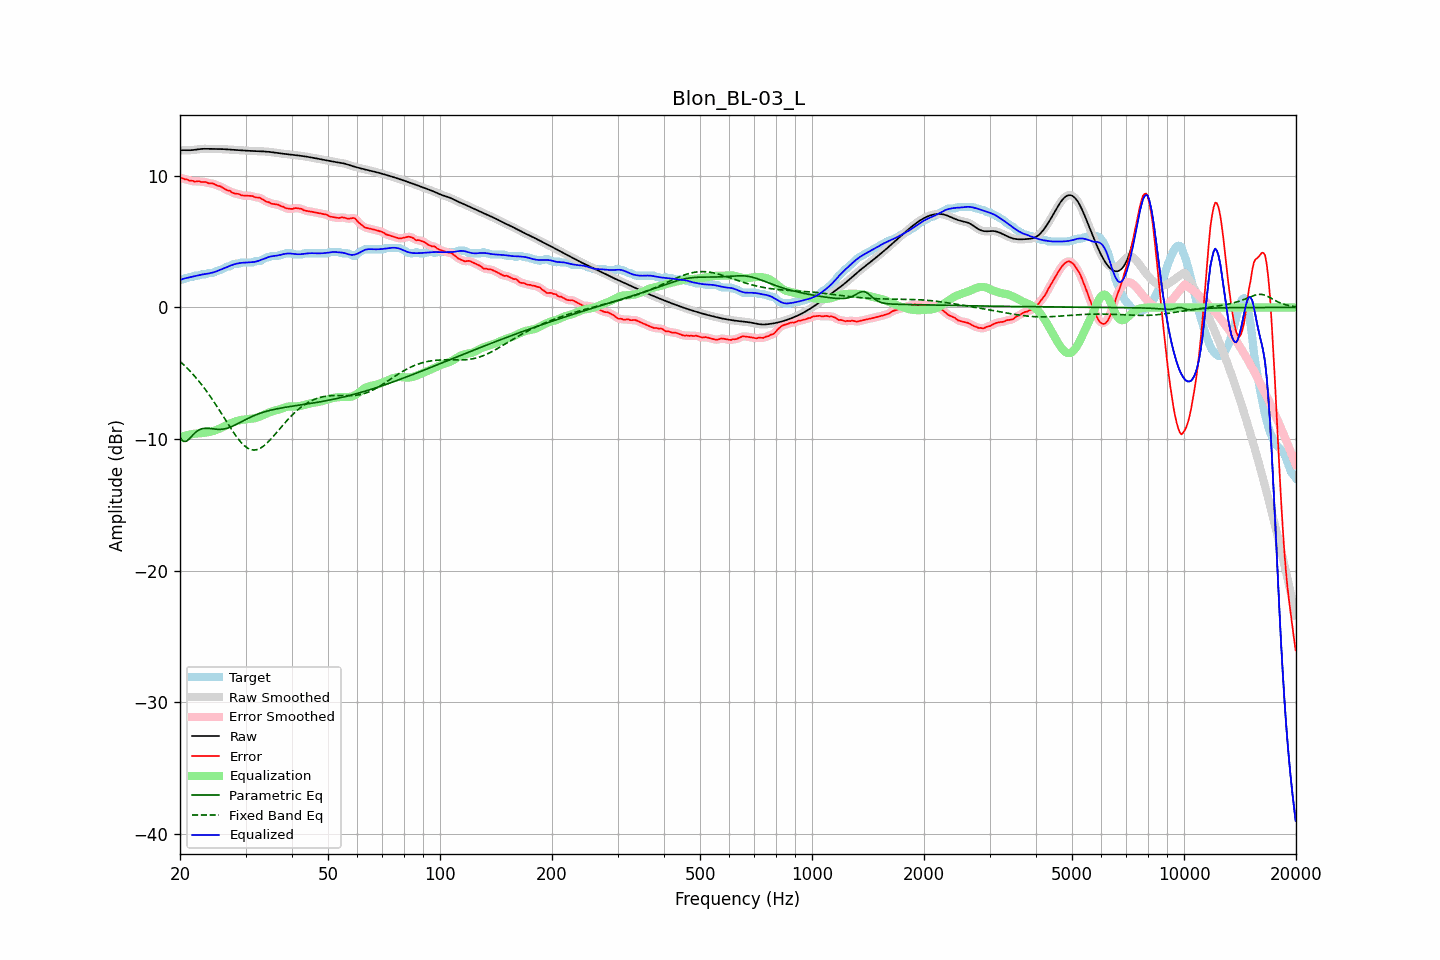 Blon_BL-03_L
10
0
−10
−20
−30
−40
Amplitude (dBr)
Target
Raw Smoothed
Error Smoothed
Raw
Error
Equalization
Parametric Eq
Fixed Band Eq
Equalized
20 50 100 200 500 1000 2000 5000 10000 20000
Frequency (Hz)